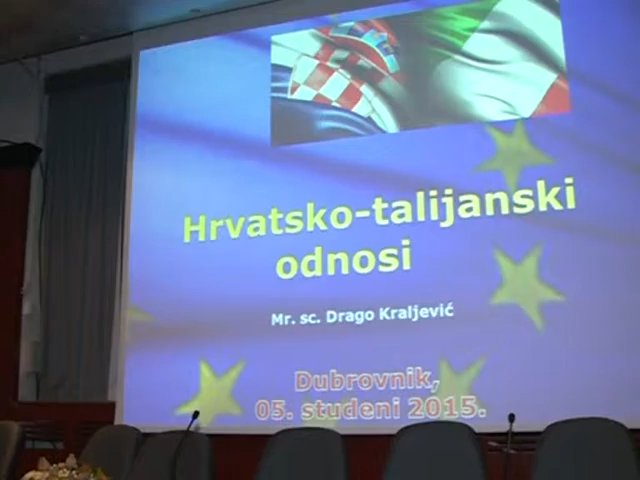 Hrvatsko-talijanski
odnosi
Mr. sc. Drago Kraljević
Dubrovnik,
05. studeni 2015.